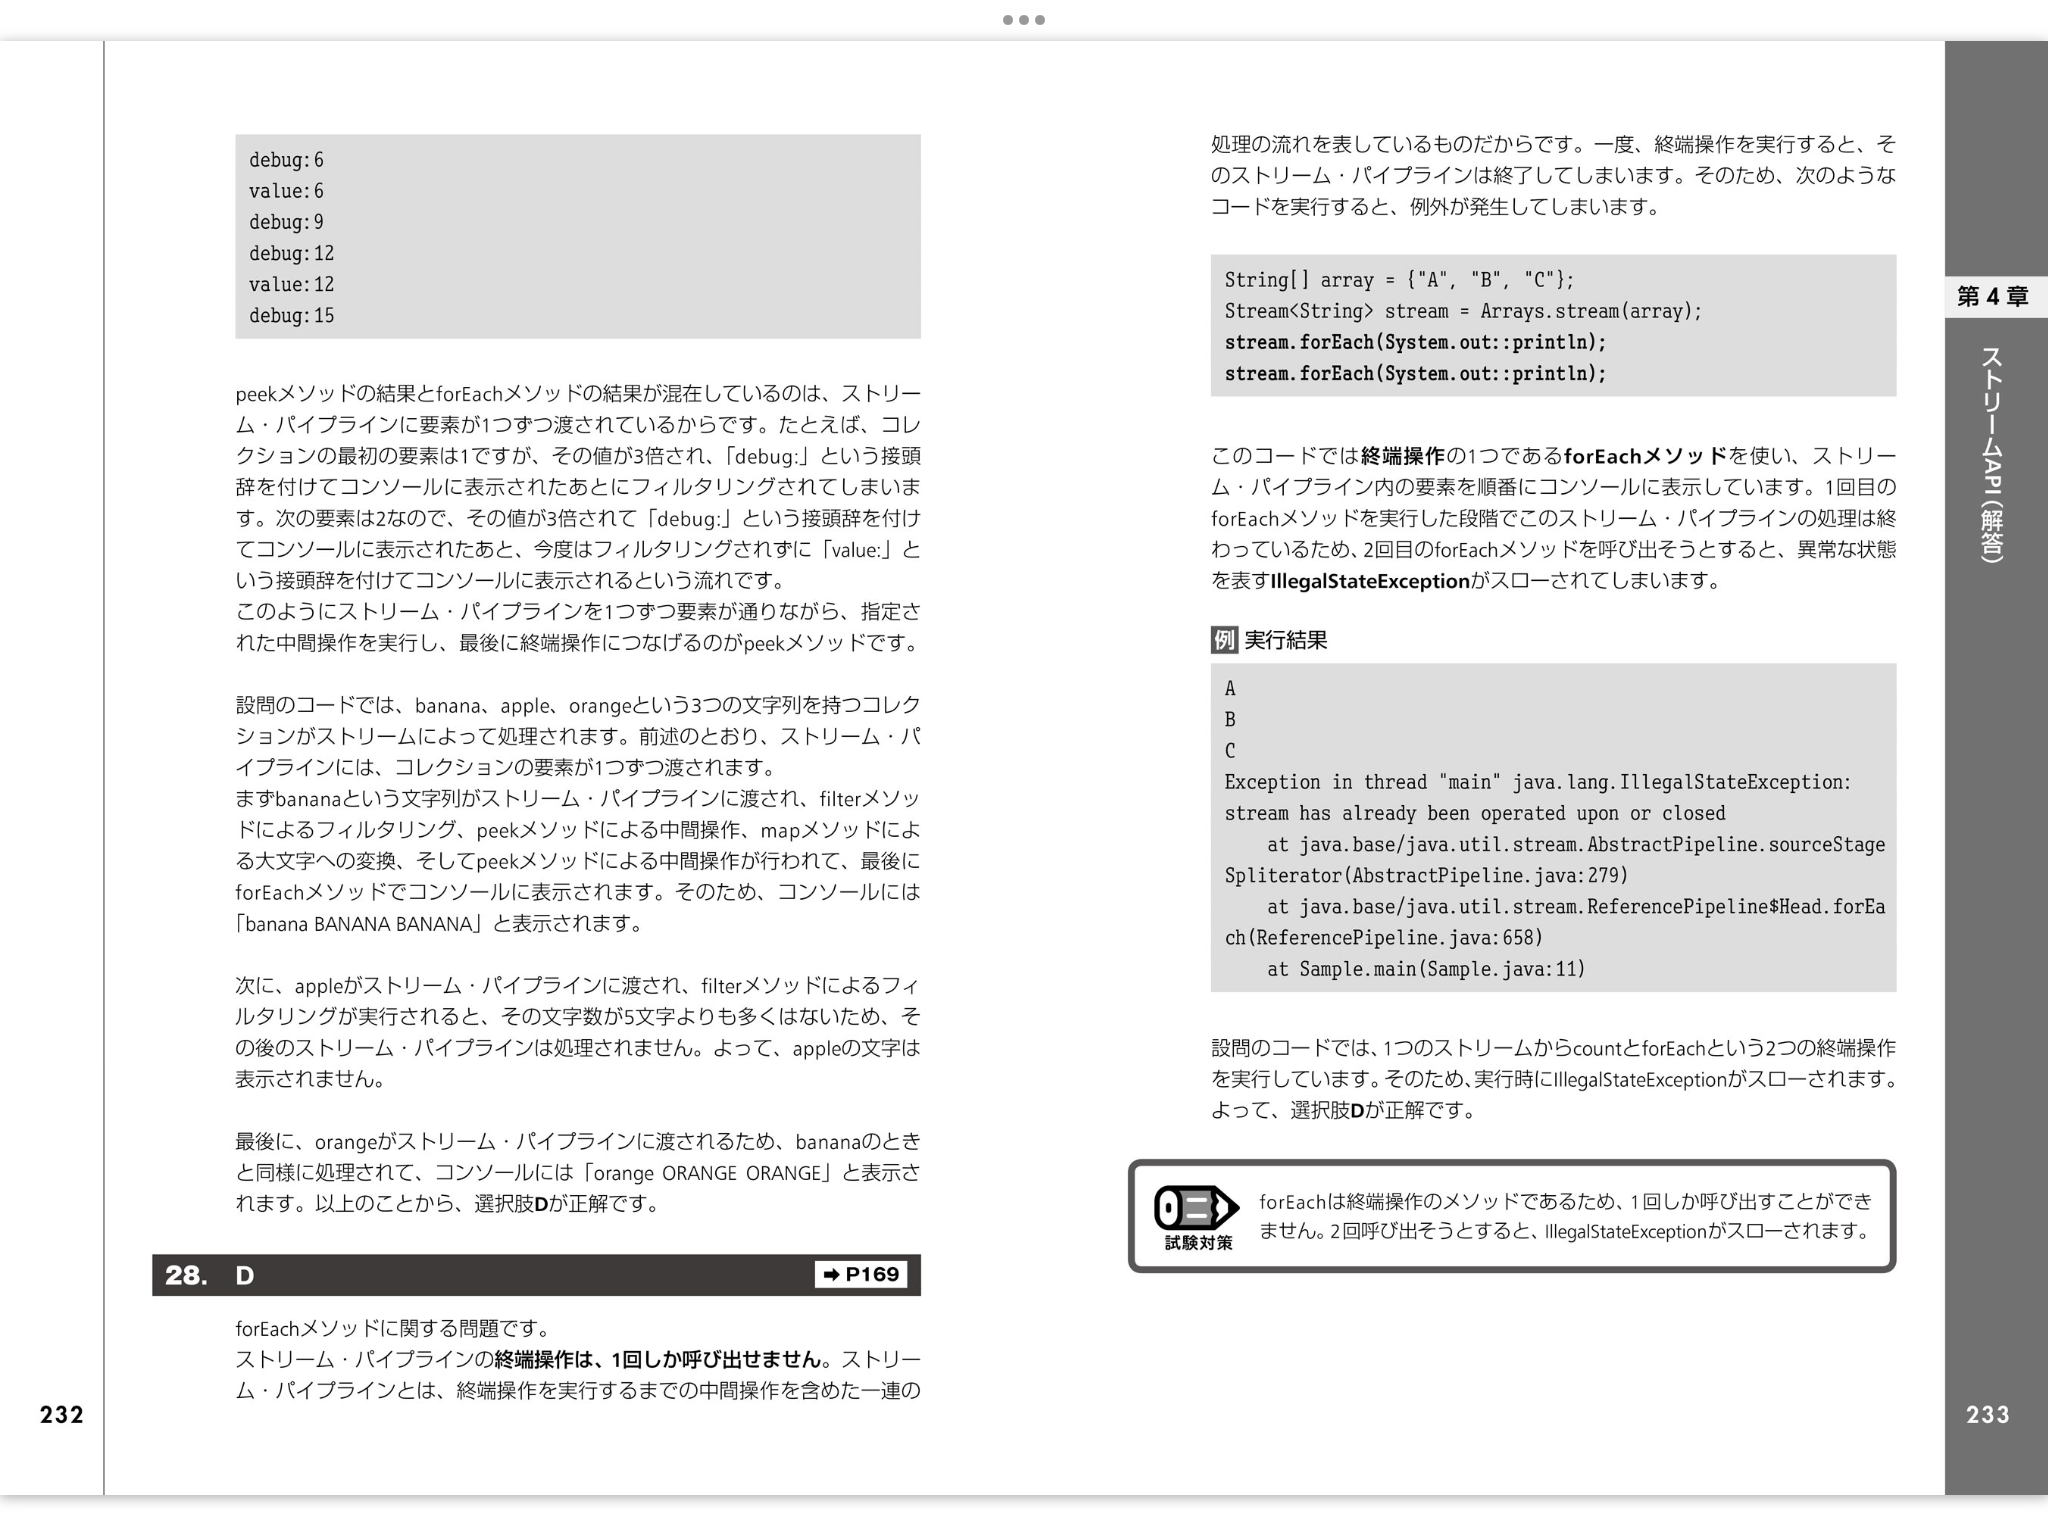 debug:6
value:6
debug:9
debug:12
value:12
debug:15
peekメソッドの結果とforEachメソッドの結果が混在しているのは、ストリー
ム・パイプラインに要素が1つずつ渡されているからです。たとえば、コレ
クションの最初の要素は1ですが、その値が3倍され、「debug:」という接頭
辞を付けてコンソールに表示されたあとにフィルタリングされてしまいま
す。次の要素は2なので、その値が3倍されて「debug:」という接頭辞を付け
てコンソールに表示されたあと、今度はフィルタリングされずに「value:」と
いう接頭辞を付けてコンソールに表示されるという流れです。
このようにストリーム・パイプラインを1つずつ要素が通りながら、指定さ
れた中間操作を実行し、最後に終端操作につなげるのがpeekメソッドです。
設問のコードでは、banana、apple、orangeという3つの文字列を持つコレク
ションがストリームによって処理されます。前述のとおり、ストリーム・パ
イプラインには、コレクションの要素が1つずつ渡されます。
まずbananaという文字列がストリーム・パイプラインに渡され、filterメソッ
ドによるフィルタリング、peekメソッドによる中間操作、mapメソッドによ
る大文字への変換、そしてpeekメソッドによる中間操作が行われて、最後に
forEachメソッドでコンソールに表示されます。そのため、コンソールには
「banana BANANA BANANA」と表示されます。
次に、appleがストリーム・パイプラインに渡され、filterメソッドによるフィ
ルタリングが実行されると、その文字数が5文字よりも多くはないため、そ
の後のストリーム・パイプラインは処理されません。よって、appleの文字は
表示されません。
最後に、orangeがストリーム・パイプラインに渡されるため、bananaのとき
と同様に処理されて、コンソールには「orange ORANGE ORANGE」と表示さ
れます。以上のことから、選択肢Dが正解です。
28. D ➡ P169
forEachメソッドに関する問題です。
ストリーム・パイプラインの終端操作は、1回しか呼び出せません。ストリー
ム・パイプラインとは、終端操作を実行するまでの中間操作を含めた一連の
232
処理の流れを表しているものだからです。一度、終端操作を実行すると、そ
のストリーム・パイプラインは終了してしまいます。そのため、次のような
コードを実行すると、例外が発生してしまいます。
String[] array = {"A", "B", "C"};
Stream<String> stream = Arrays.stream(array);
stream.forEach(System.out::println);
stream.forEach(System.out::println);
このコードでは終端操作の1つであるforEachメソッドを使い、ストリー
ム・パイプライン内の要素を順番にコンソールに表示しています。1回目の
forEachメソッドを実行した段階でこのストリーム・パイプラインの処理は終
わっているため、2回目のforEachメソッドを呼び出そうとすると、異常な状態
を表すIllegalStateExceptionがスローされてしまいます。
例 実行結果
A
B
C
Exception in thread "main" java.lang.IllegalStateException:
stream has already been operated upon or closed
at java.base/java.util.stream.AbstractPipeline.sourceStage
Spliterator(AbstractPipeline.java:279)
at java.base/java.util.stream.ReferencePipeline$Head.forEa
ch(ReferencePipeline.java:658)
at Sample.main(Sample.java:11)
設問のコードでは、1つのストリームからcountとforEachという2つの終端操作
を実行しています。そのため、実行時にIllegalStateExceptionがスローされます。
よって、選択肢Dが正解です。
試験対策
forEachは終端操作のメソッドであるため、1回しか呼び出すことができ
ません。2回呼び出そうとすると、IllegalStateExceptionがスローされます。
第4章
ストリームAPI(解答)
233